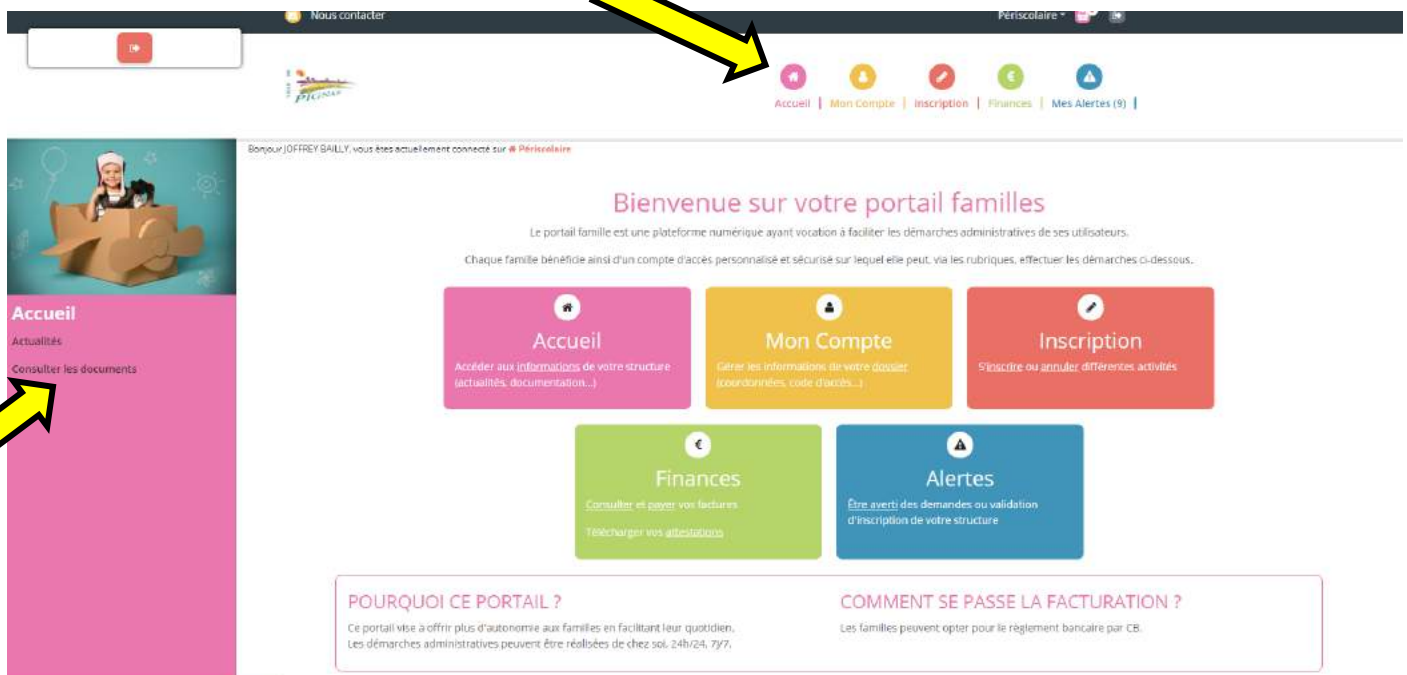 Nous contacter
Périscolaire
PIGNAN
Accueil | Mon Compte | Inscription | Finances | Mes Alertes (9) |
Bonjour JOFFREY BAILLY, vous êtes actuellement connecté sur Périscolaire
Bienvenue sur votre portail familles
Le portail famille est une plateforme numérique ayant vocation à faciliter les démarches administratives de ses utilisateurs.
Chaque famille bénéficie ainsi d'un compte d'accès personnalisé et sécurisé sur lequel elle peut, via les rubriques, effectuer les démarches ci-dessous.
Accueil
Actualités
Consulter les documents
Accueil
Accéder aux informations de votre structure
(actualités, documentation...)
Mon Compte
Gérer les informations de votre dossier
(coordonnées, code d'accès...)
Inscription
S'inscrire ou annuler différentes activités
€
Finances
Consulter et payer vos factures
Télécharger vos attestations
Alertes
Être averti des demandes ou validation
d'inscription de votre structure
POURQUOI CE PORTAIL ?
Ce portail vise à offrir plus d'autonomie aux familles en facilitant leur quotidien.
Les démarches administratives peuvent être réalisées de chez soi, 24h/24, 7j/7.
COMMENT SE PASSE LA FACTURATION ?
Les familles peuvent opter pour le règlement bancaire par CB.